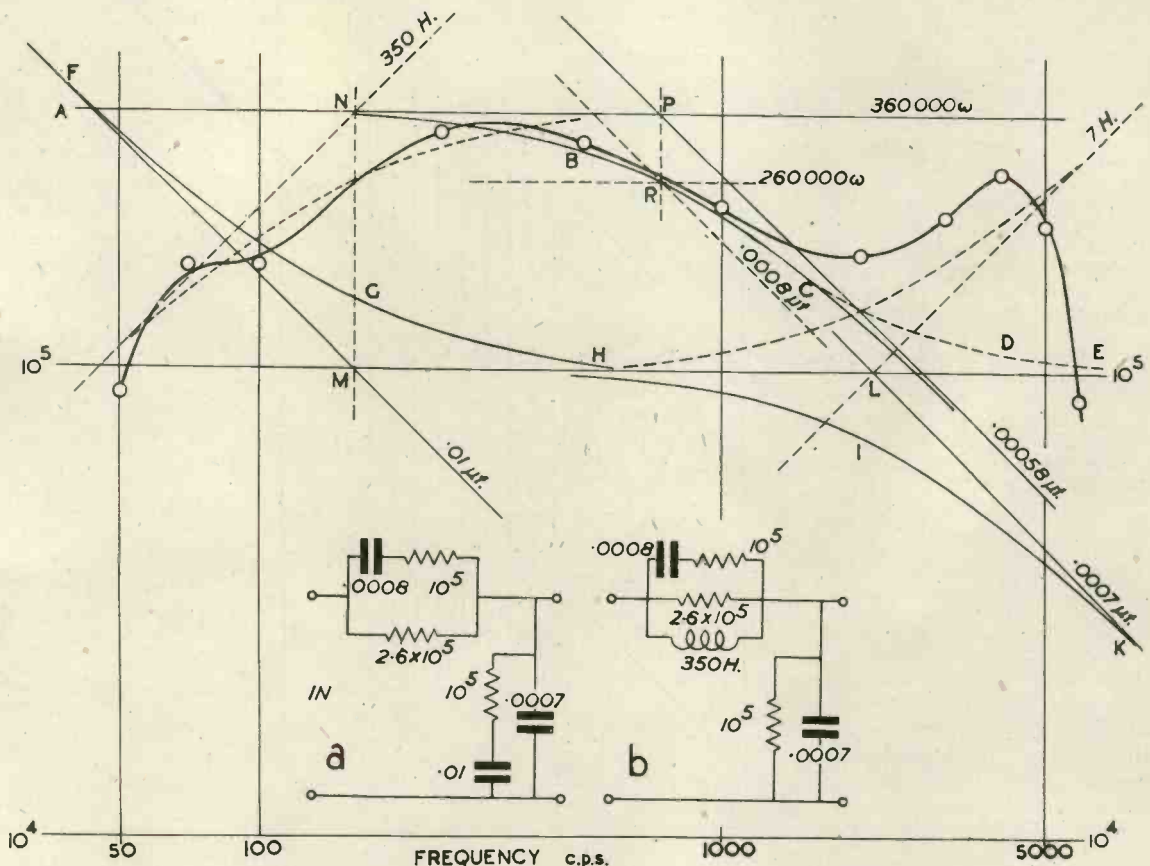 350 H.
F
A
N
P
360000ω
7 H.
B
R
260000ω
.0008 μf.
G
C
H
D
E
10⁵
M
L
10⁵
.01 μf.
I
.00058 μf.
.0007 μf.
K
.0008
10⁵
2.6×10⁵
IN
10⁵
.0007
.01
a
.0008
10⁵
2.6×10⁵
350H.
10⁵
.0007
b
10⁴
10⁴
50
100
FREQUENCY c.p.s.
1000
5000